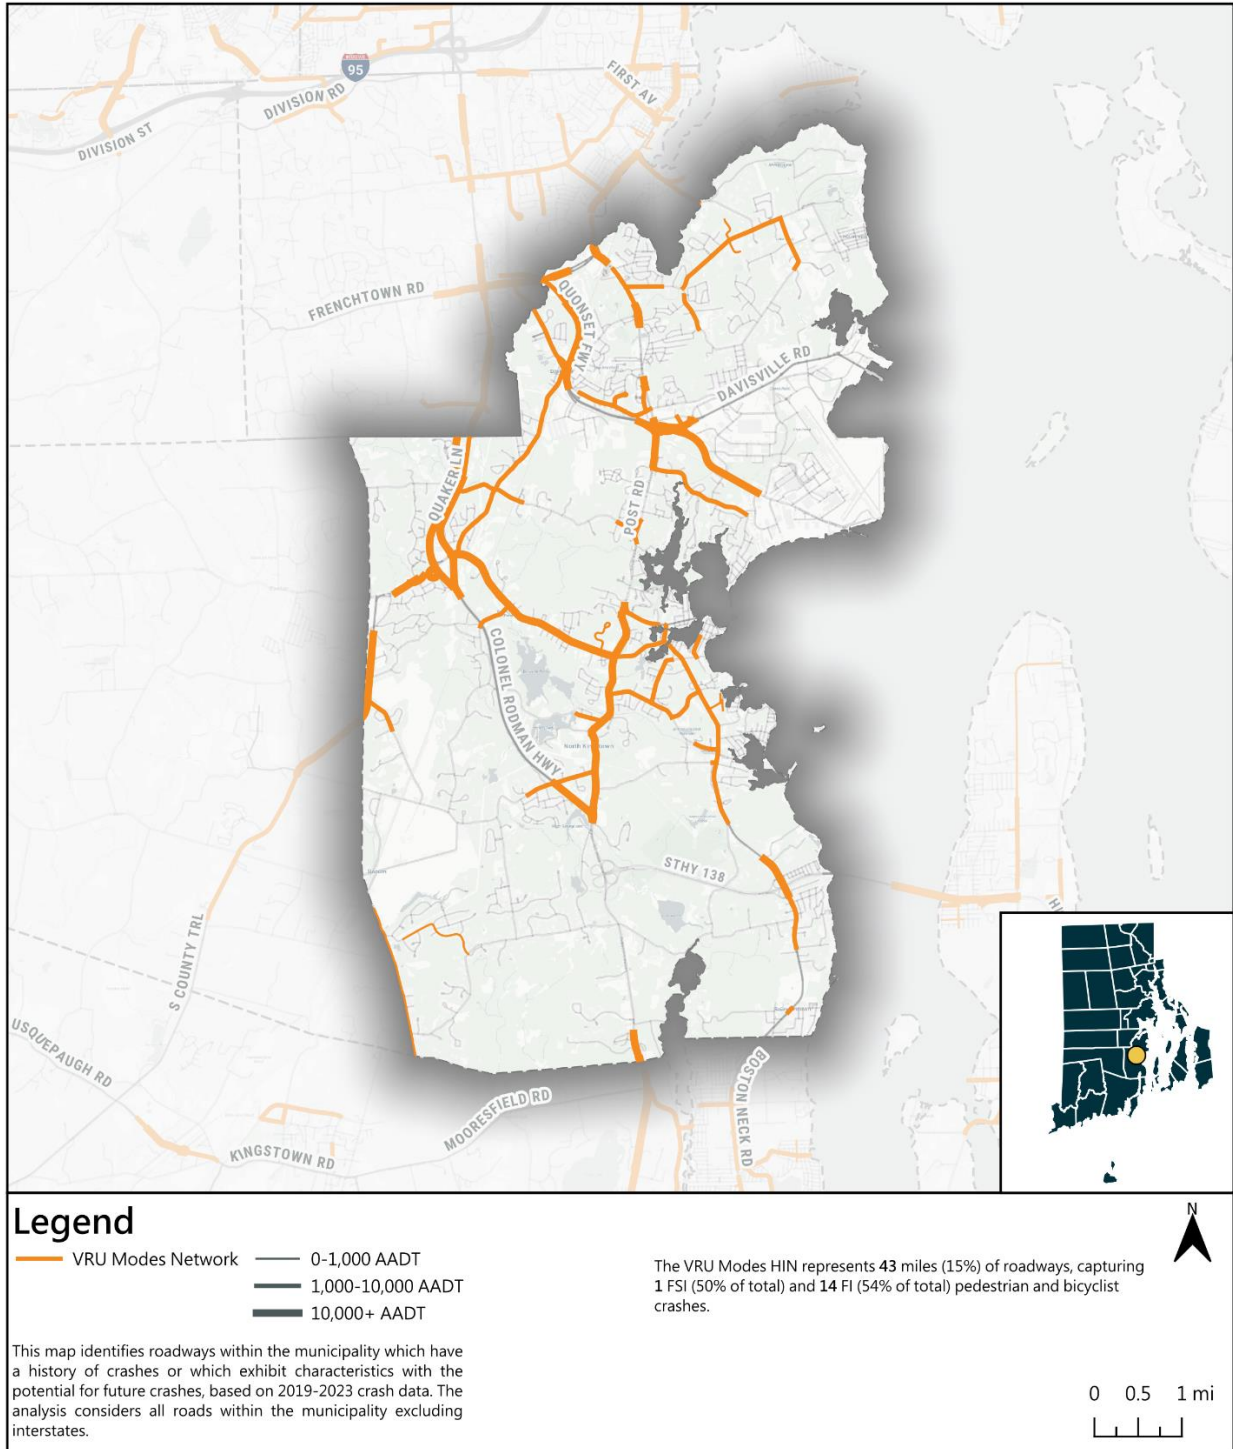 95
FIRST AV
DIVISION RD
DIVISION ST
FRENCHTOWN RD
QUONSET FWY
DAVISVILLE RD
QUAKER LN
POST RD
COLONEL RODMAN HWY
North Kingstown
STHY 138
S COUNTY TRL
USQUEPAUGH RD
MOORESFIELD RD
KINGSTOWN RD
BOSTON NECK RD
Legend
VRU Modes Network
0-1,000 AADT
1,000-10,000 AADT
10,000+ AADT
This map identifies roadways within the municipality which have
a history of crashes or which exhibit characteristics with the
potential for future crashes, based on 2019-2023 crash data. The
analysis considers all roads within the municipality excluding
interstates.
The VRU Modes HIN represents 43 miles (15%) of roadways, capturing
1 FSI (50% of total) and 14 FI (54% of total) pedestrian and bicyclist
crashes.
N
0 0.5 1 mi